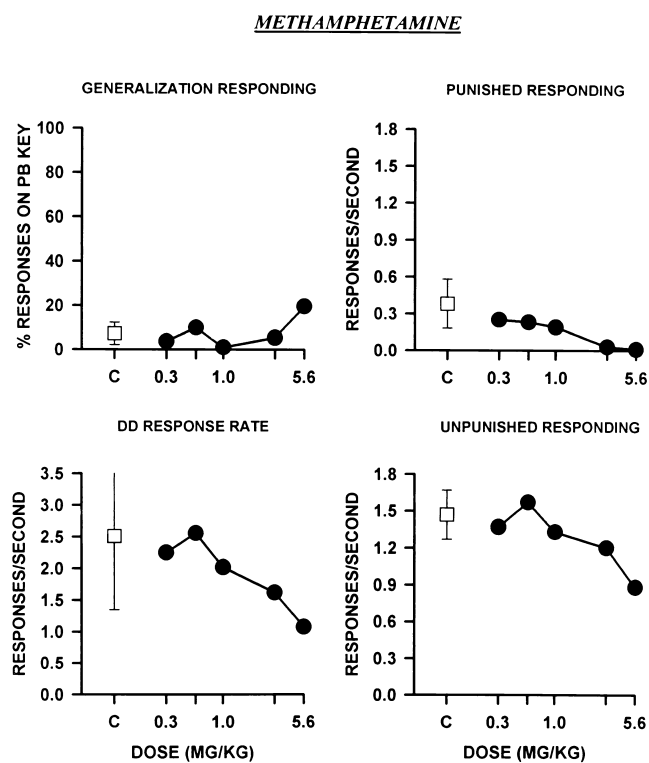 METHAMPHETAMINE
GENERALIZATION RESPONDING
% RESPONSES ON PB KEY
100
80
60
40
20
0
C 0.3 1.0 5.6
PUNISHED RESPONDING
RESPONSES/SECOND
1.8
1.5
1.2
0.9
0.6
0.3
0.0
C 0.3 1.0 5.6
DD RESPONSE RATE
RESPONSES/SECOND
3.5
3.0
2.5
2.0
1.5
1.0
0.5
0.0
C 0.3 1.0 5.6
DOSE (MG/KG)
UNPUNISHED RESPONDING
RESPONSES/SECOND
1.8
1.5
1.2
0.9
0.6
0.3
0.0
C 0.3 1.0 5.6
DOSE (MG/KG)